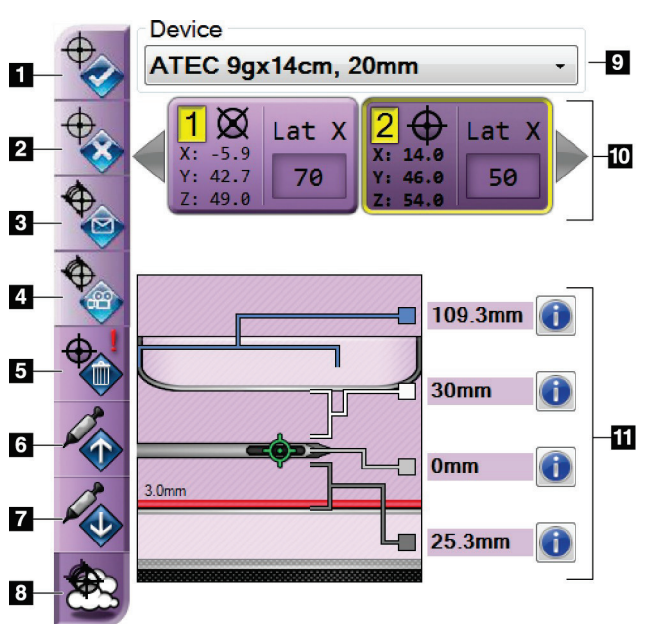 Device
1
ATEC 9gx14cm, 20mm
9
2
1
Lat X
X: -5.9
Y: 42.7
Z: 49.0
70
2
Lat X
X: 14.0
Y: 46.0
Z: 54.0
50
10
3
4
109.3mm
i
5
30mm
i
6
0mm
i
11
7
3.0mm
25.3mm
i
8